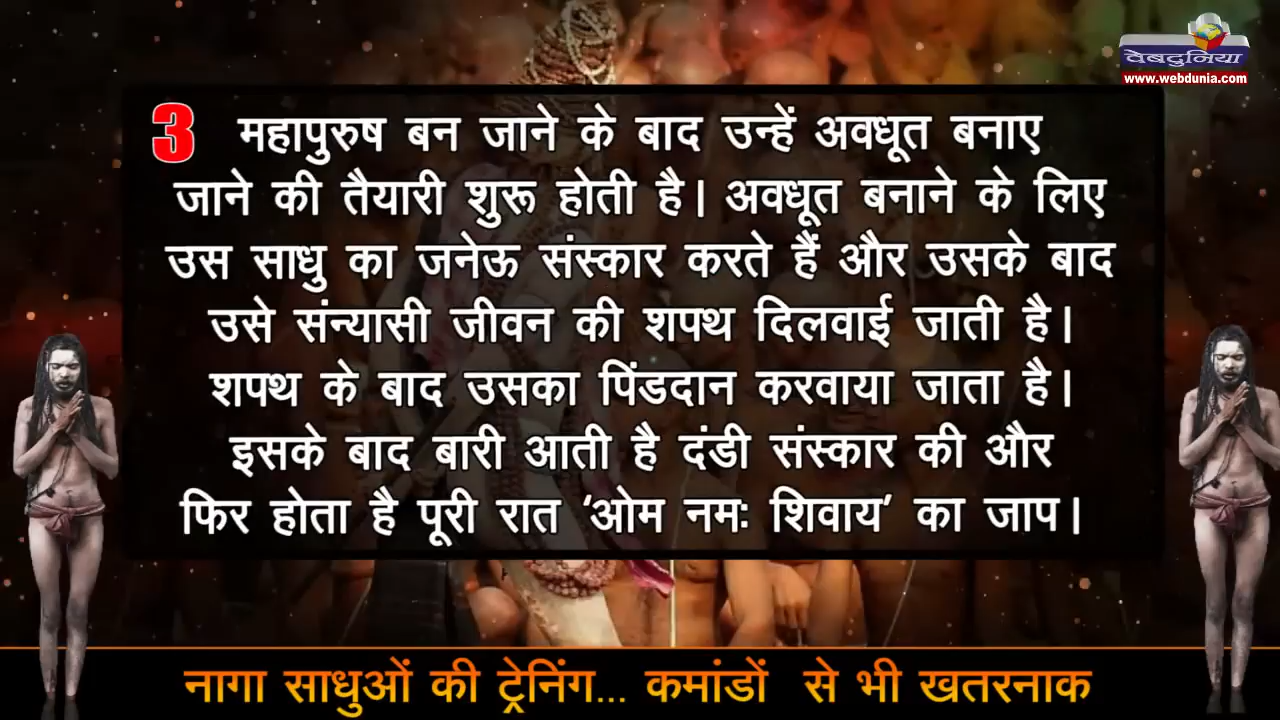 वेबदुनिया
www.webdunia.com
3 महापुरुष बन जाने के बाद उन्हें अवधूत बनाए
जाने की तैयारी शुरू होती है। अवधूत बनाने के लिए
उस साधु का जनेऊ संस्कार करते हैं और उसके बाद
उसे संन्यासी जीवन की शपथ दिलवाई जाती है।
शपथ के बाद उसका पिंडदान करवाया जाता है।
इसके बाद बारी आती है दंडी संस्कार की और
फिर होता है पूरी रात ‘ओम नमः शिवाय’ का जाप।
नागा साधुओं की ट्रेनिंग... कमांडों से भी खतरनाक